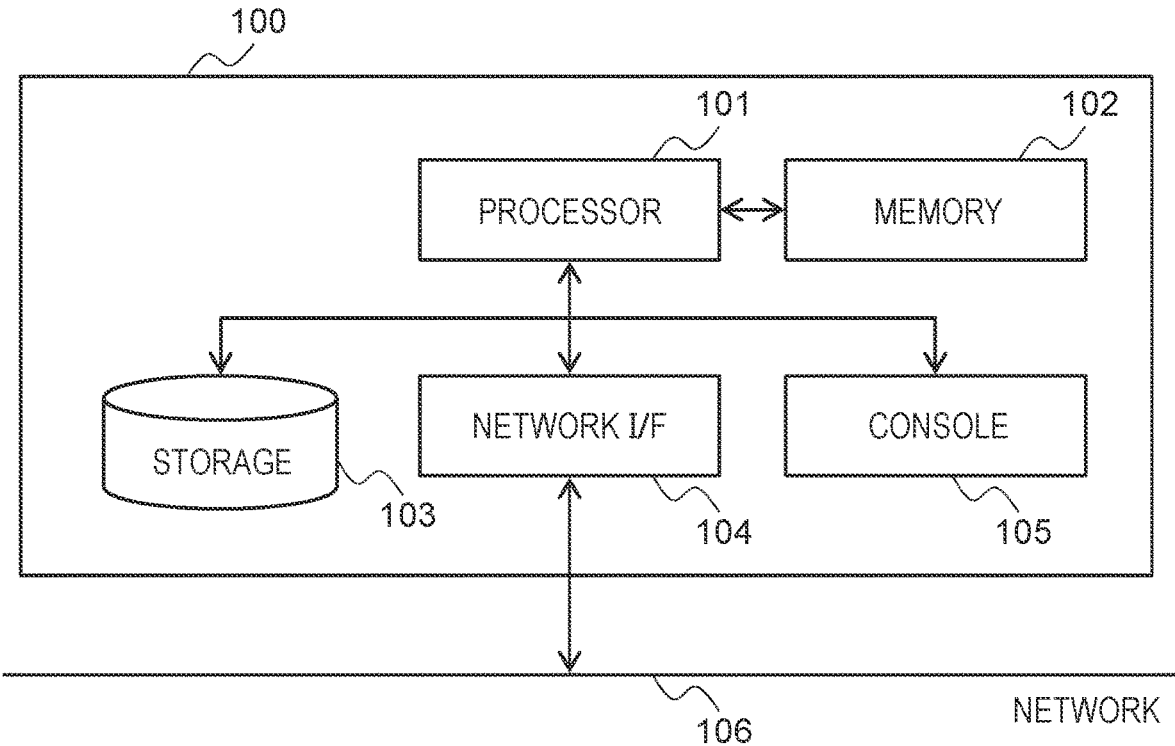 100
101
102
PROCESSOR
MEMORY
STORAGE
NETWORK I/F
CONSOLE
103
104
105
106
NETWORK